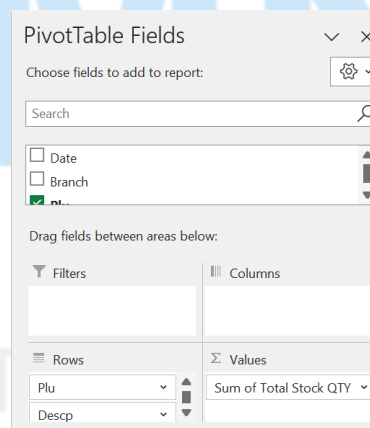 PivotTable Fields
Choose fields to add to report:
Search
Date
Branch
Plu
Drag fields between areas below:
Filters
Columns
Rows
Σ Values
Plu
Sum of Total Stock QTY
Descp